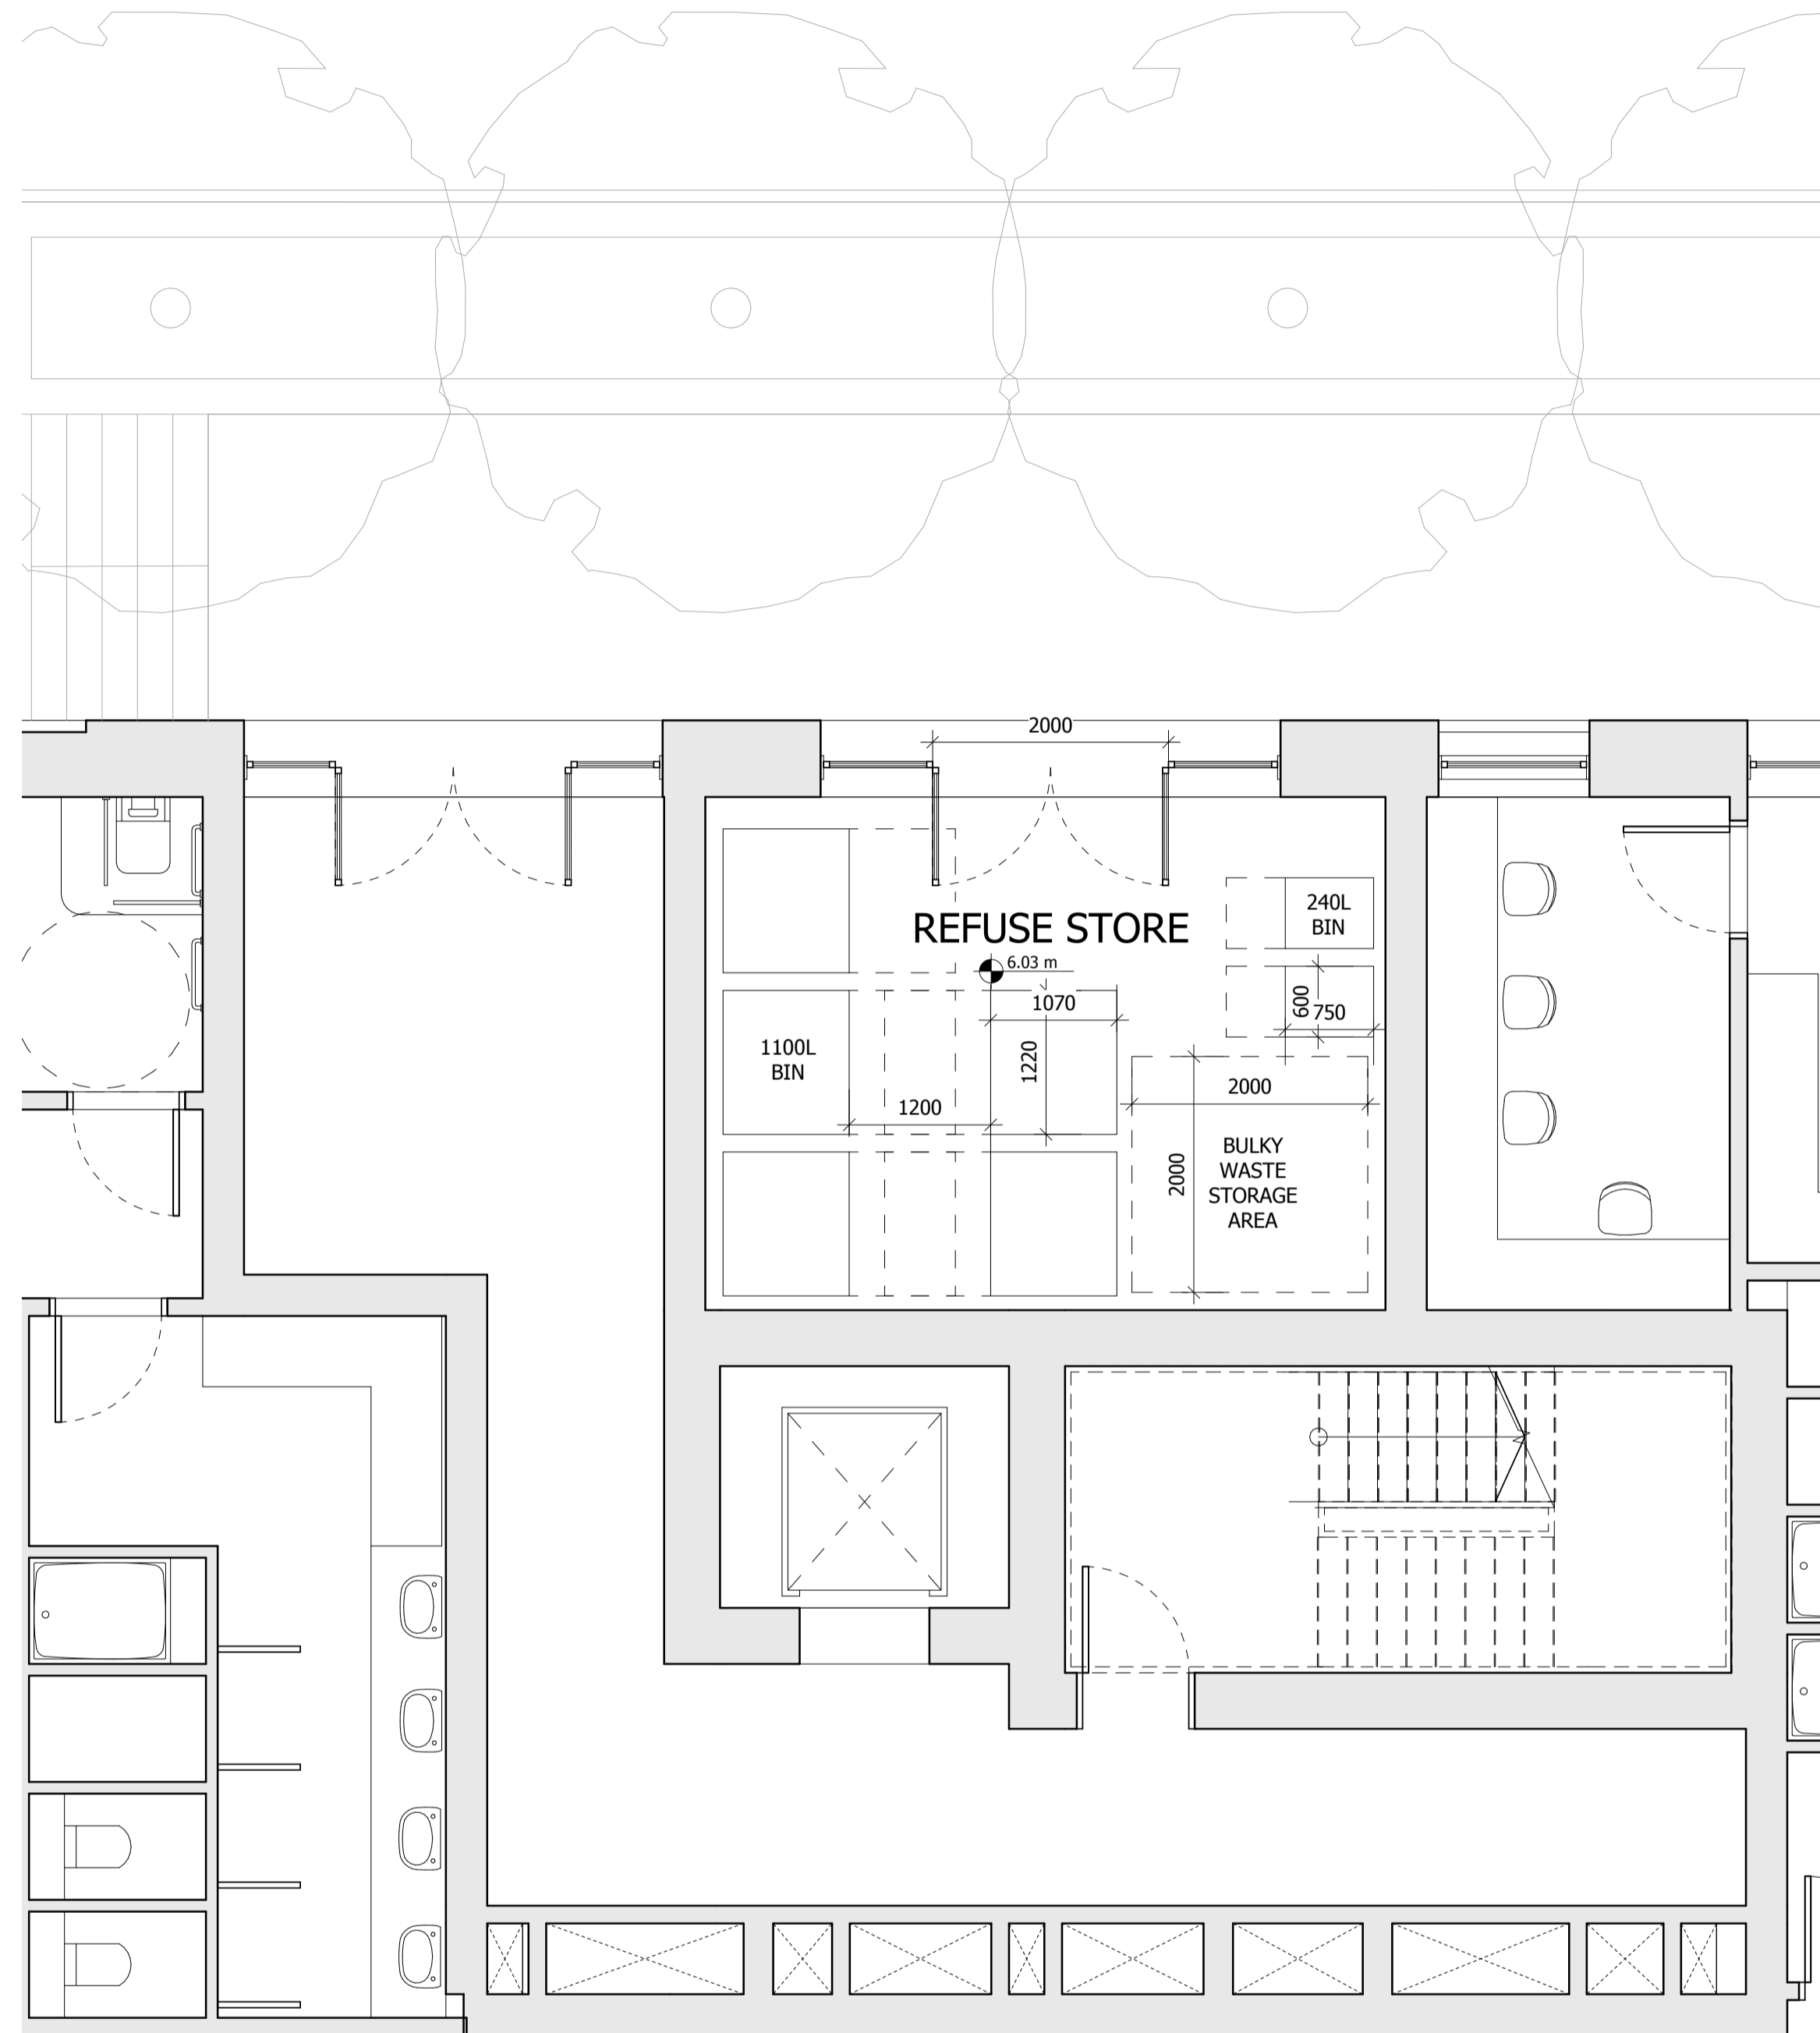 2000
240L
BIN
REFUSE STORE
6.03 m
1070
600
750
1100L
BIN
1220
2000
1200
BULKY
WASTE
STORAGE
AREA
2000